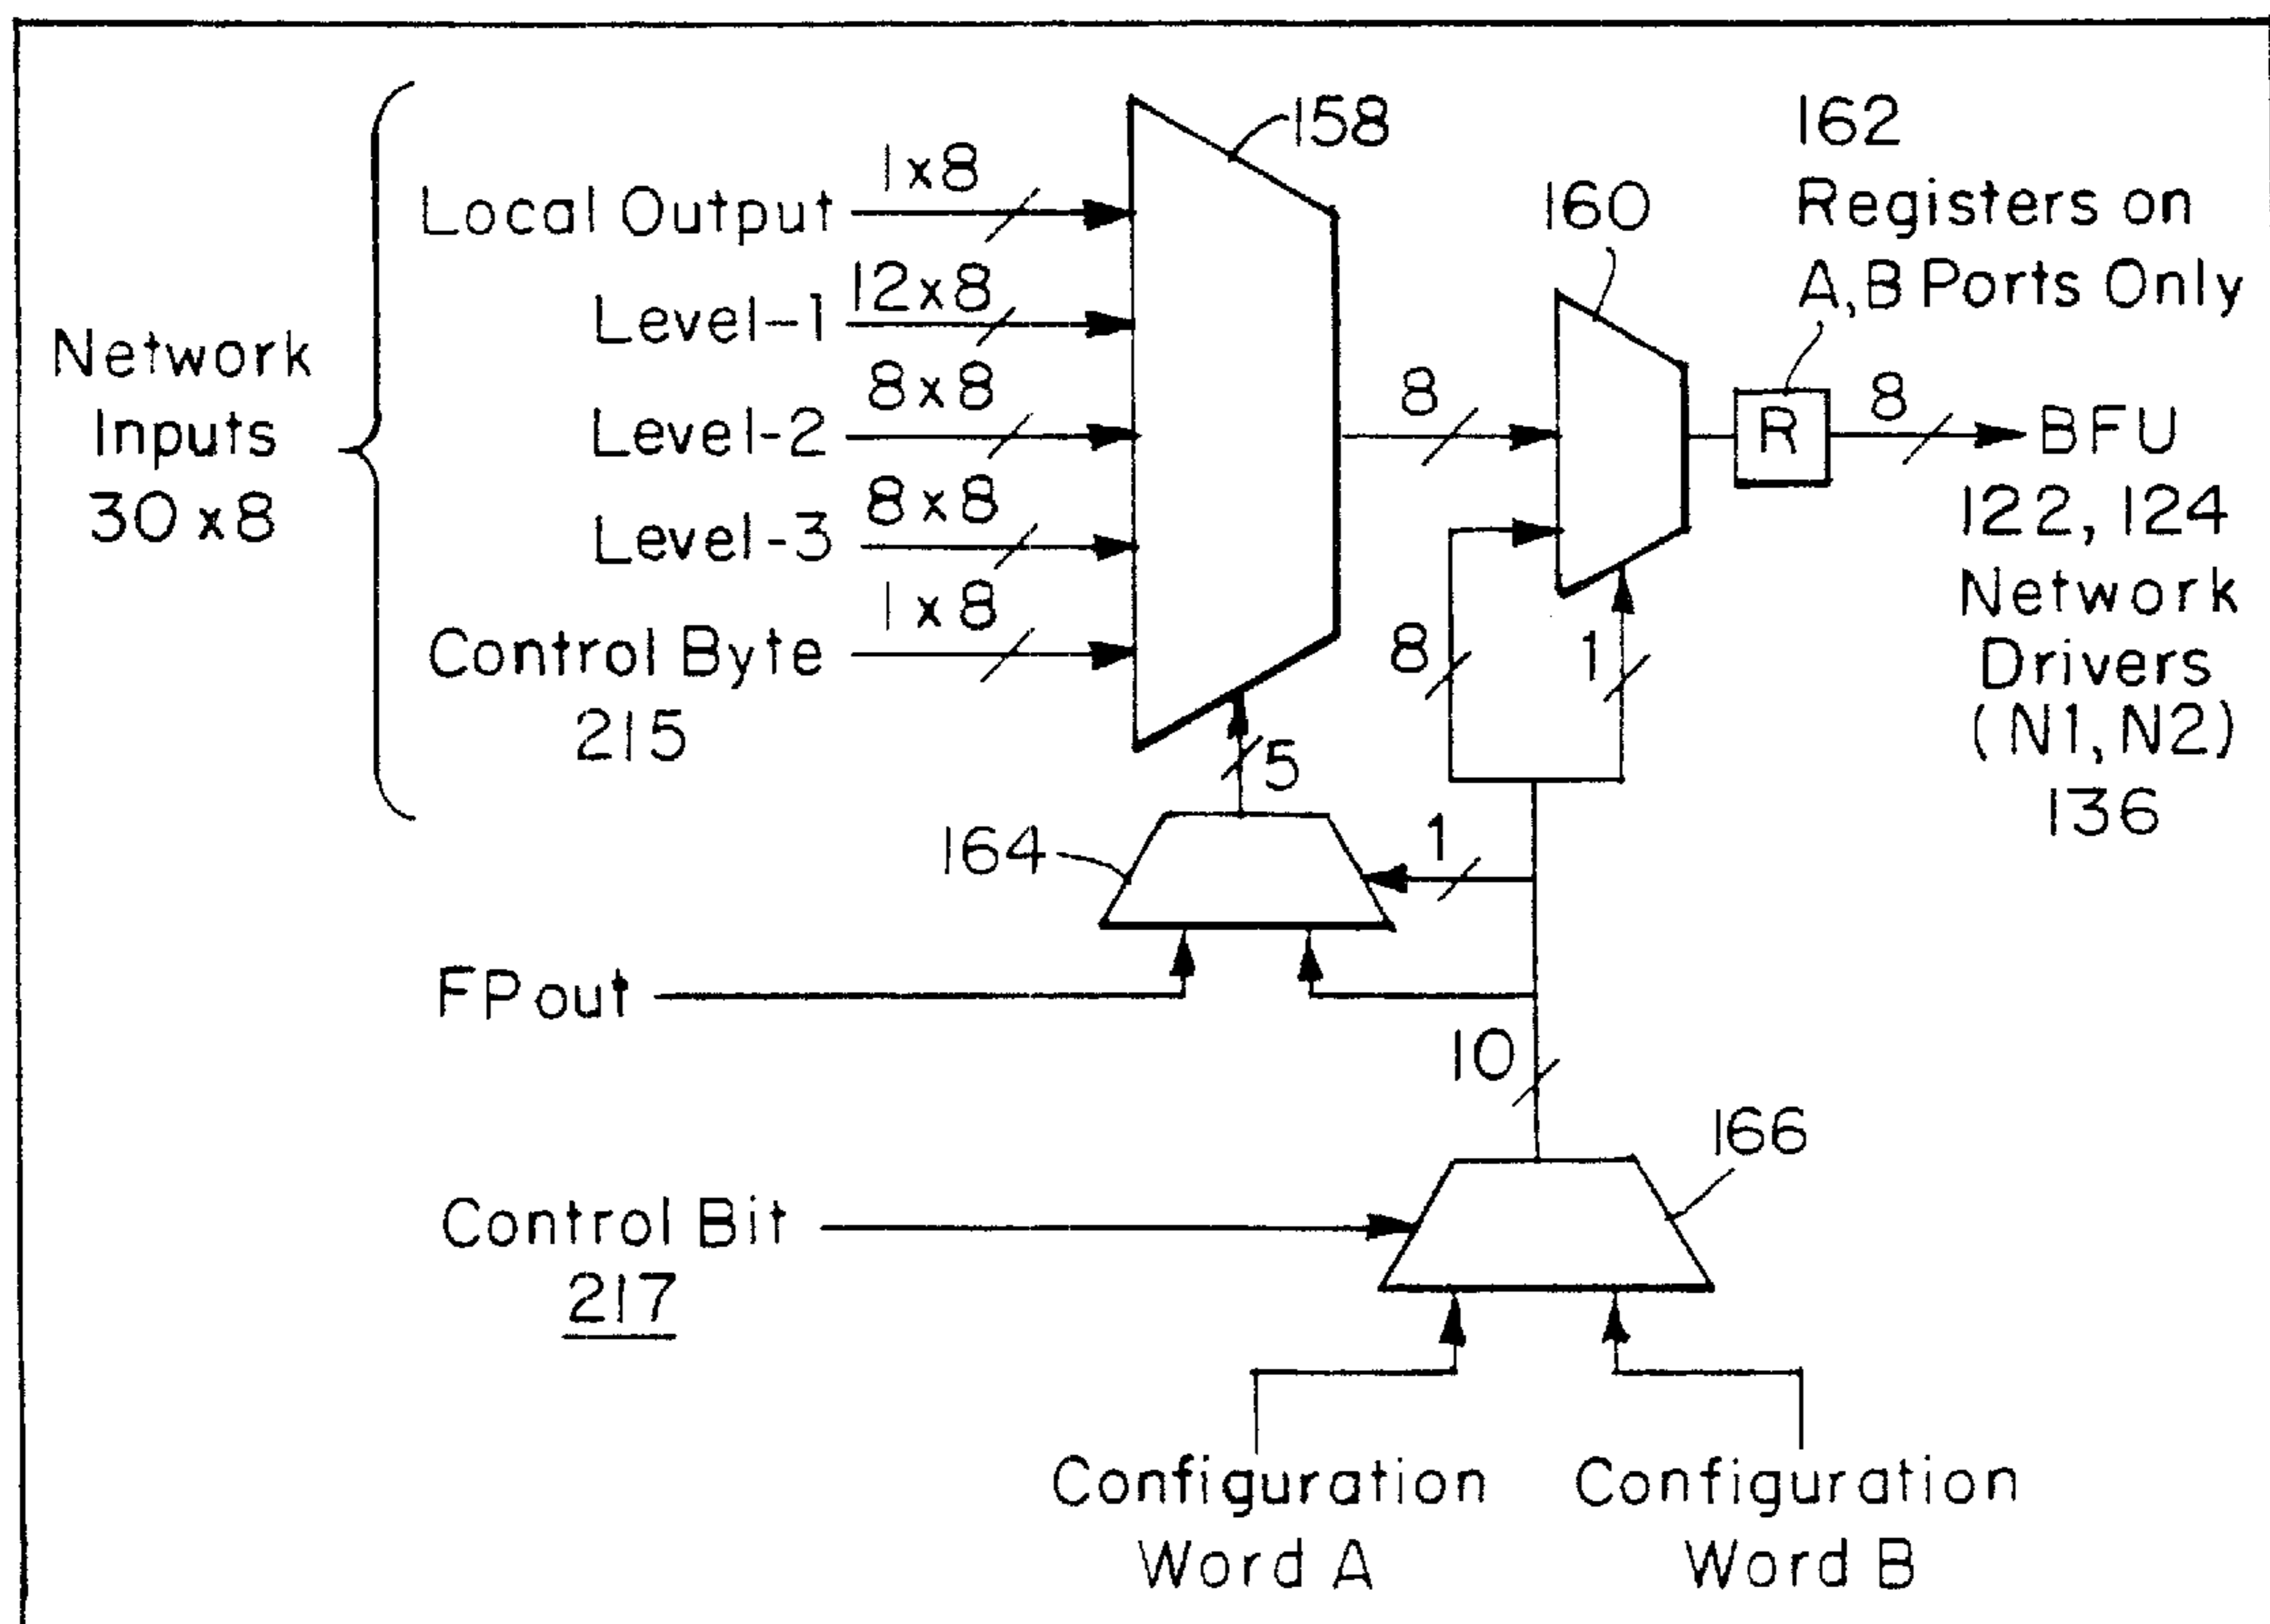 Network
Inputs
30 x 8
Local Output
1x8
Level-1
12x8
Level-2
8x8
Level-3
8x8
Control Byte
1x8
215
158
5
8
160
162
Registers on
A,B Ports Only
R
8
BFU
122, 124
Network
Drivers
(N1, N2)
136
8
1
164
1
FPout
10
166
Control Bit
217
Configuration
Word A
Configuration
Word B